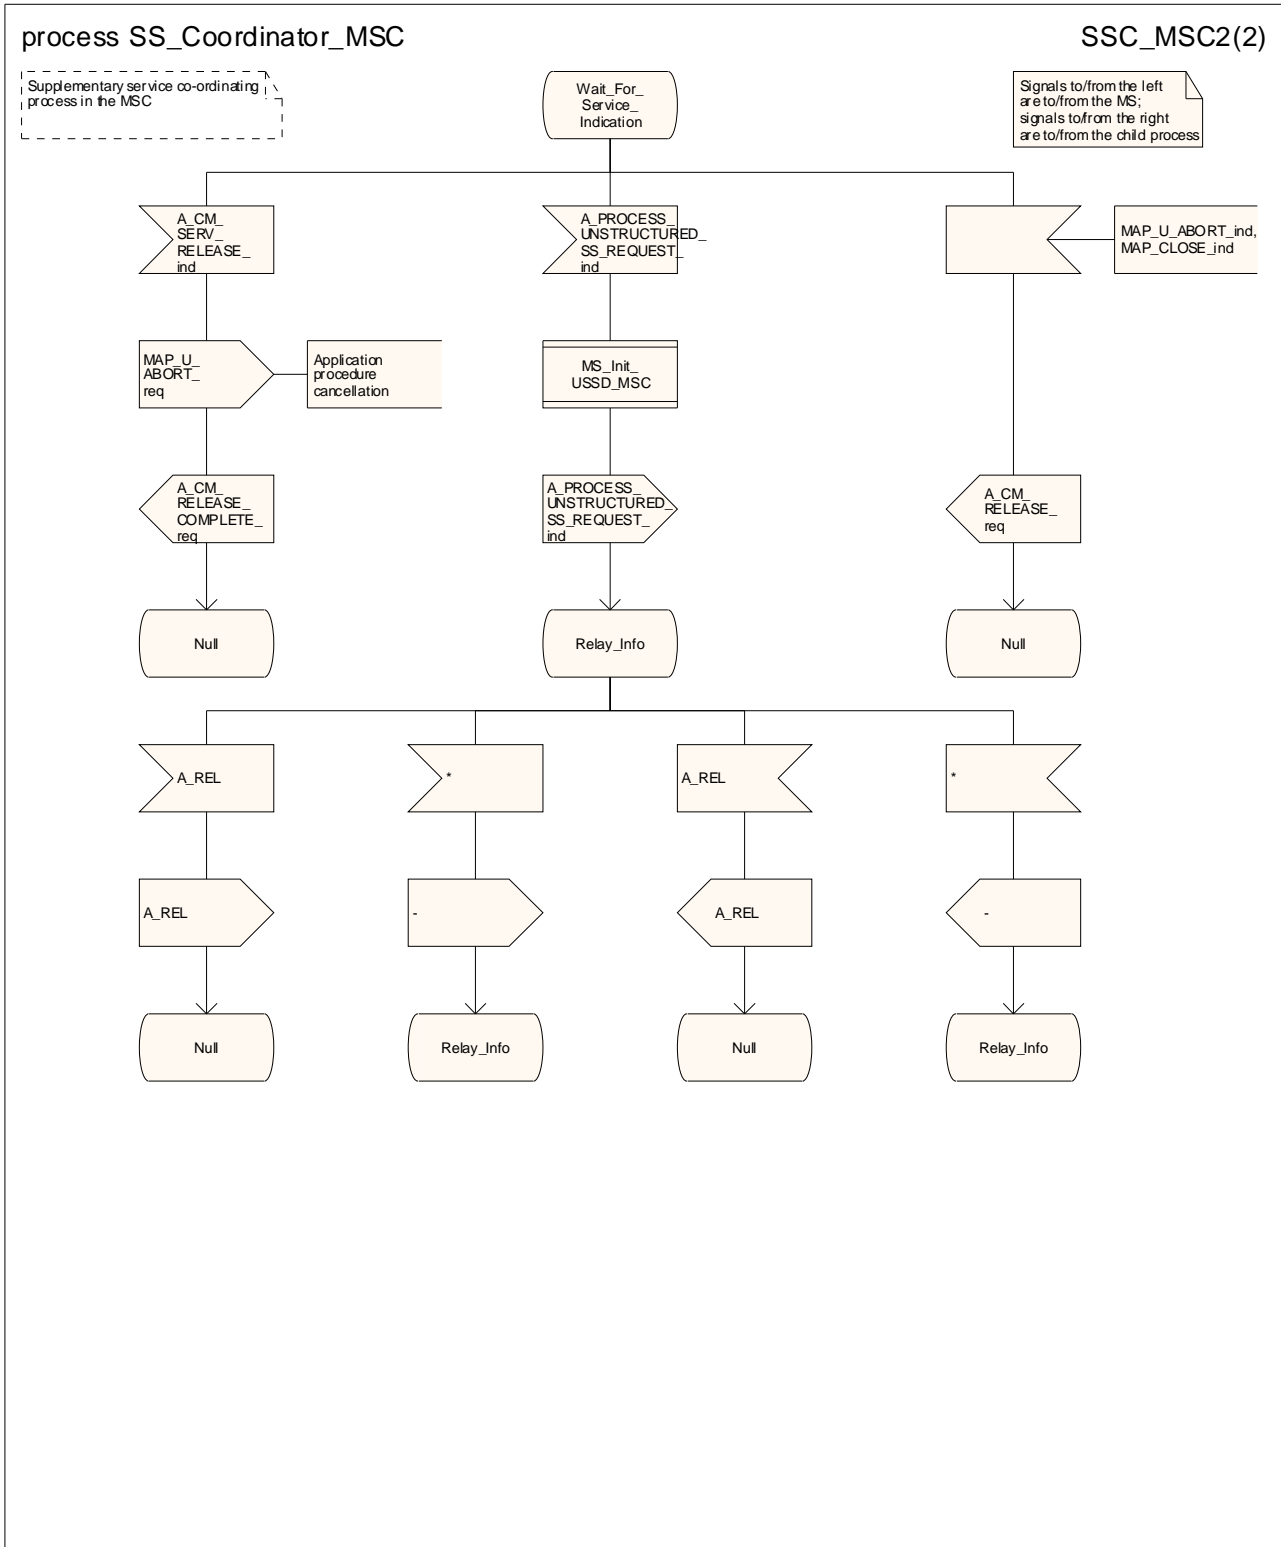 process SS_Coordinator_MSC
SSC_MSC2(2)
Supplementary service co-ordinating
process in the MSC
Wait_For_
Service_
Indication
Signals to/from the left
are to/from the MS;
signals to/from the right
are to/from the child process
A_CM_
SERV_
RELEASE_
ind
A_PROCESS_
UNSTRUCTURED_
SS_REQUEST_
ind
MAP_U_ABORT_ind,
MAP_CLOSE_ind
MAP_U_
ABORT_
req
Application
procedure
cancellation
MS_Init_
USSD_MSC
A_CM_
RELEASE_
COMPLETE_
req
A_PROCESS_
UNSTRUCTURED_
SS_REQUEST_
ind
A_CM_
RELEASE_
req
Null
Relay_Info
Null
A_REL
*
A_REL
*
A_REL
-
A_REL
-
Null
Relay_Info
Null
Relay_Info